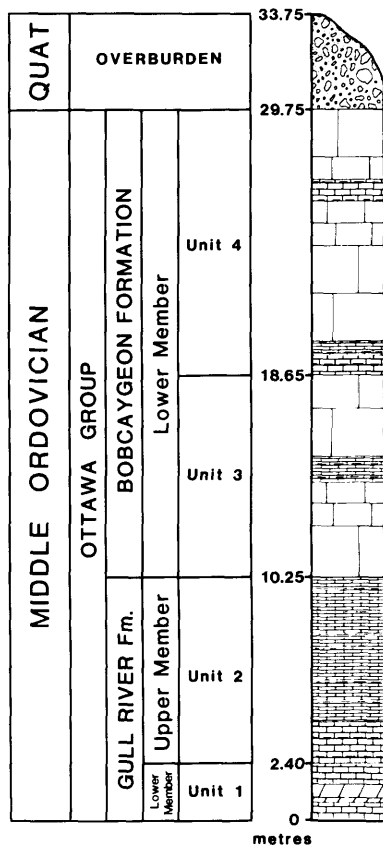 33.75
QUAT
OVERBURDEN
29.75
MIDDLE ORDOVICIAN
OTTAWA GROUP
BOBCAYGEON FORMATION
Lower Member
Unit 4
18.65
Unit 3
10.25
GULL RIVER Fm.
Upper Member
Unit 2
2.40
Lower
Member
Unit 1
0
metres